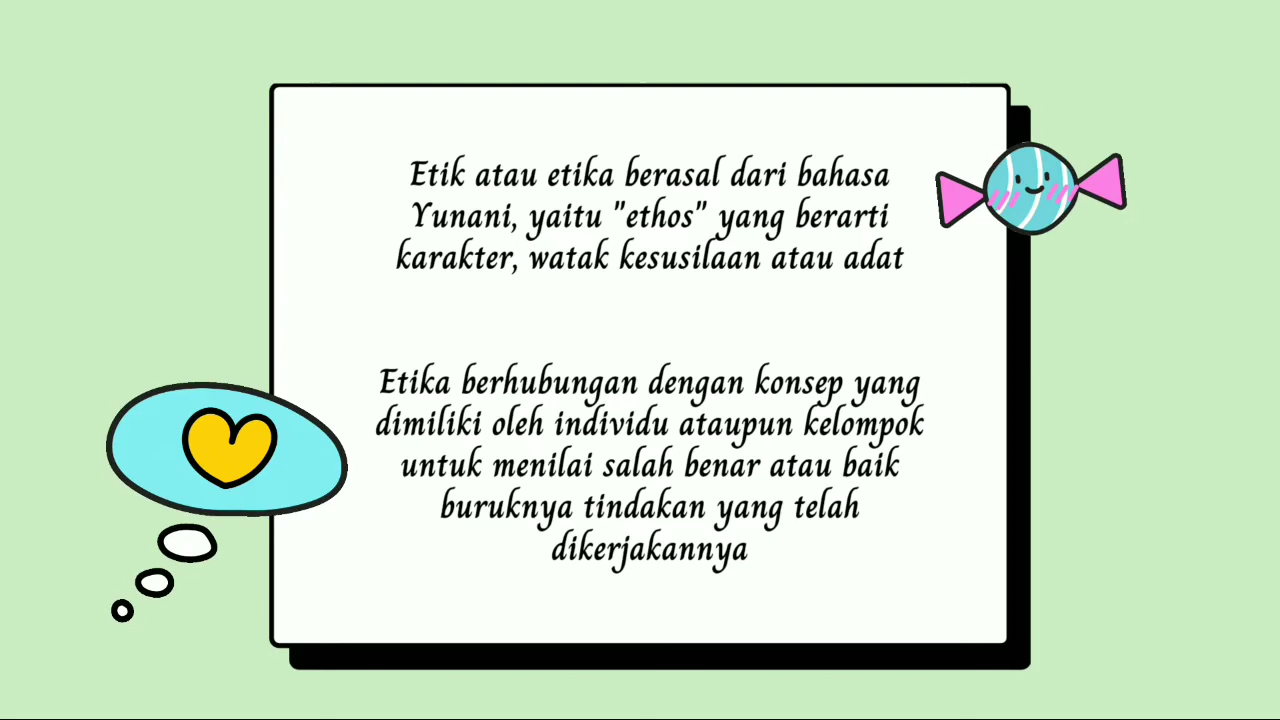 Etik atau etika berasal dari bahasa
Yunani, yaitu "ethos" yang berarti
karakter, watak kesusilaan atau adat
Etika berhubungan dengan konsep yang
dimiliki oleh individu ataupun kelompok
untuk menilai salah benar atau baik
buruknya tindakan yang telah
dikerjakannya